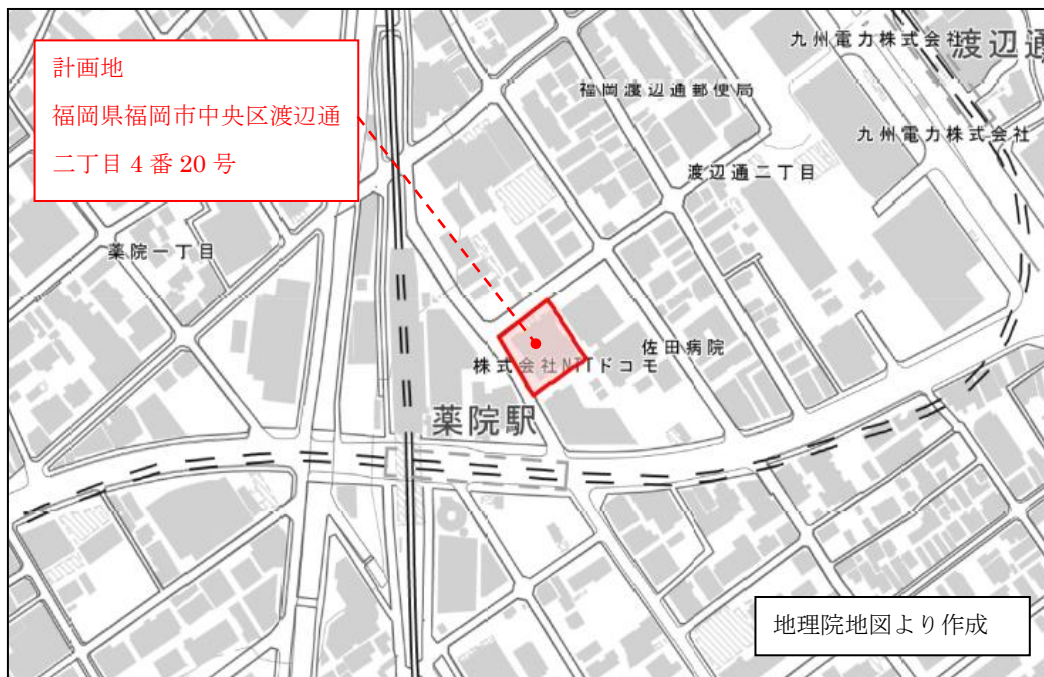 計画地
福岡県福岡市中央区渡辺通
二丁目 4 番 20 号
九州電力株式会社
渡辺通
福岡渡辺通郵便局
九州電力株式会社
渡辺通二丁目
薬院一丁目
佐田病院
株式会社NTTドコモ
薬院駅
地理院地図より作成